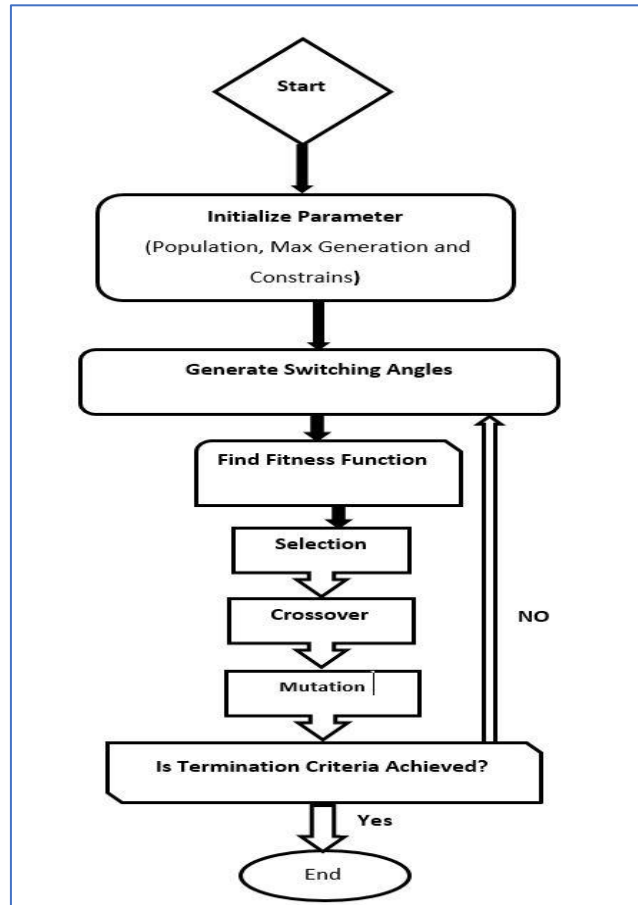 Start
Initialize Parameter
(Population, Max Generation and
Constrains)
Generate Switching Angles
Find Fitness Function
Selection
Crossover
NO
Mutation
Is Termination Criteria Achieved?
Yes
End